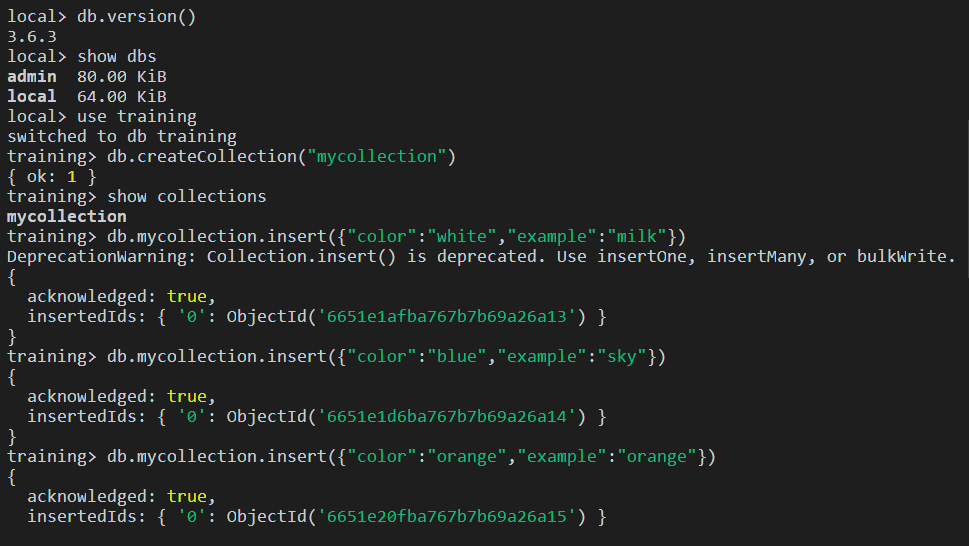 local> db.version()
3.6.3
local> show dbs
admin  80.00 KiB
local  64.00 KiB
local> use training
switched to db training
training> db.createCollection("mycollection")
{ ok: 1 }
training> show collections
mycollection
training> db.mycollection.insert({"color":"white","example":"milk"})
DeprecationWarning: Collection.insert() is deprecated. Use insertOne, insertMany, or bulkWrite.
{
  acknowledged: true,
  insertedIds: { '0': ObjectId('6651e1afba767b7b69a26a13') }
}
training> db.mycollection.insert({"color":"blue","example":"sky"})
{
  acknowledged: true,
  insertedIds: { '0': ObjectId('6651e1d6ba767b7b69a26a14') }
}
training> db.mycollection.insert({"color":"orange","example":"orange"})
{
  acknowledged: true,
  insertedIds: { '0': ObjectId('6651e20fba767b7b69a26a15') }